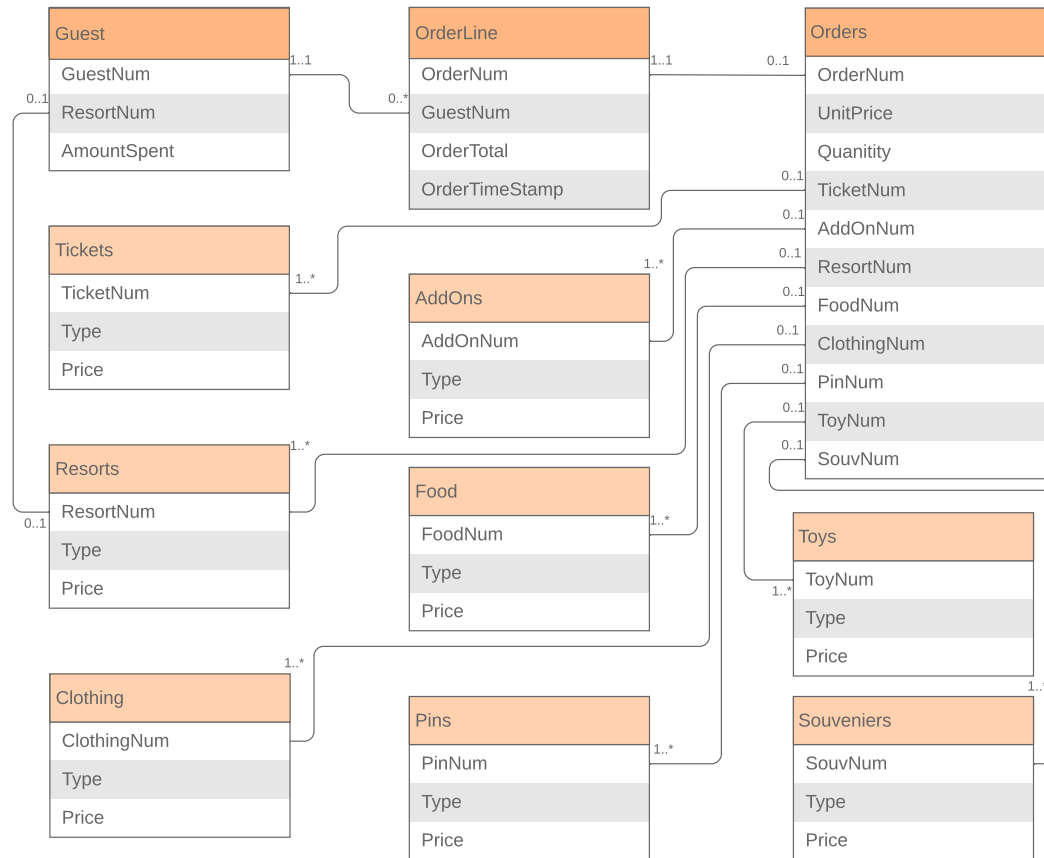 Guest
GuestNum
ResortNum
AmountSpent
1..1
0..1
0..*
OrderLine
OrderNum
GuestNum
OrderTotal
OrderTimeStamp
1..1
0..1
Orders
OrderNum
UnitPrice
Quanitity
TicketNum
AddOnNum
ResortNum
FoodNum
ClothingNum
PinNum
ToyNum
SouvNum
0..1
0..1
0..1
0..1
0..1
0..1
0..1
0..1
Tickets
TicketNum
Type
Price
1..*
AddOns
AddOnNum
Type
Price
1..*
Resorts
ResortNum
Type
Price
1..*
0..1
Food
FoodNum
Type
Price
1..*
Toys
ToyNum
Type
Price
1..*
Clothing
ClothingNum
Type
Price
1..*
Pins
PinNum
Type
Price
1..*
Souveniers
SouvNum
Type
Price
1..*